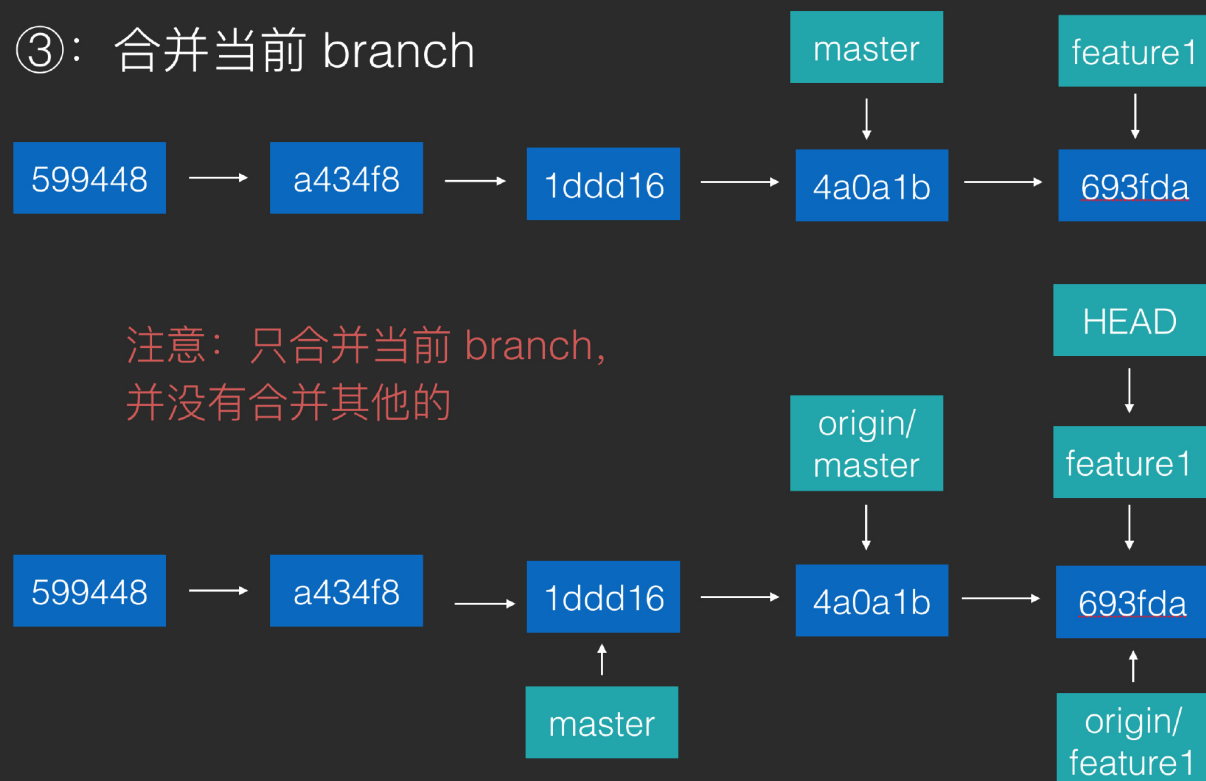 ③：合并当前 branch
master
feature1
599448
a434f8
1ddd16
4a0a1b
693fda
HEAD
注意：只合并当前 branch，
并没有合并其他的
origin/
master
feature1
599448
a434f8
1ddd16
4a0a1b
693fda
master
origin/
feature1